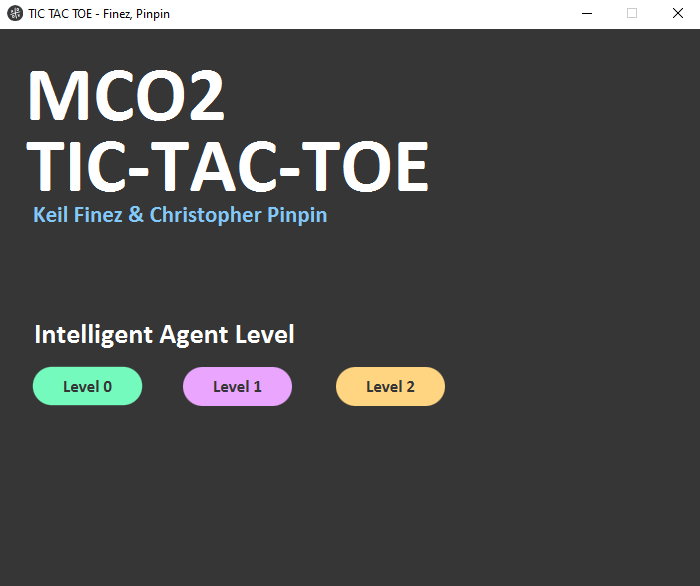 TIC TAC TOE - Finez, Pinpin
MCO2
TIC-TAC-TOE
Keil Finez & Christopher Pinpin
Intelligent Agent Level
Level 0
Level 1
Level 2